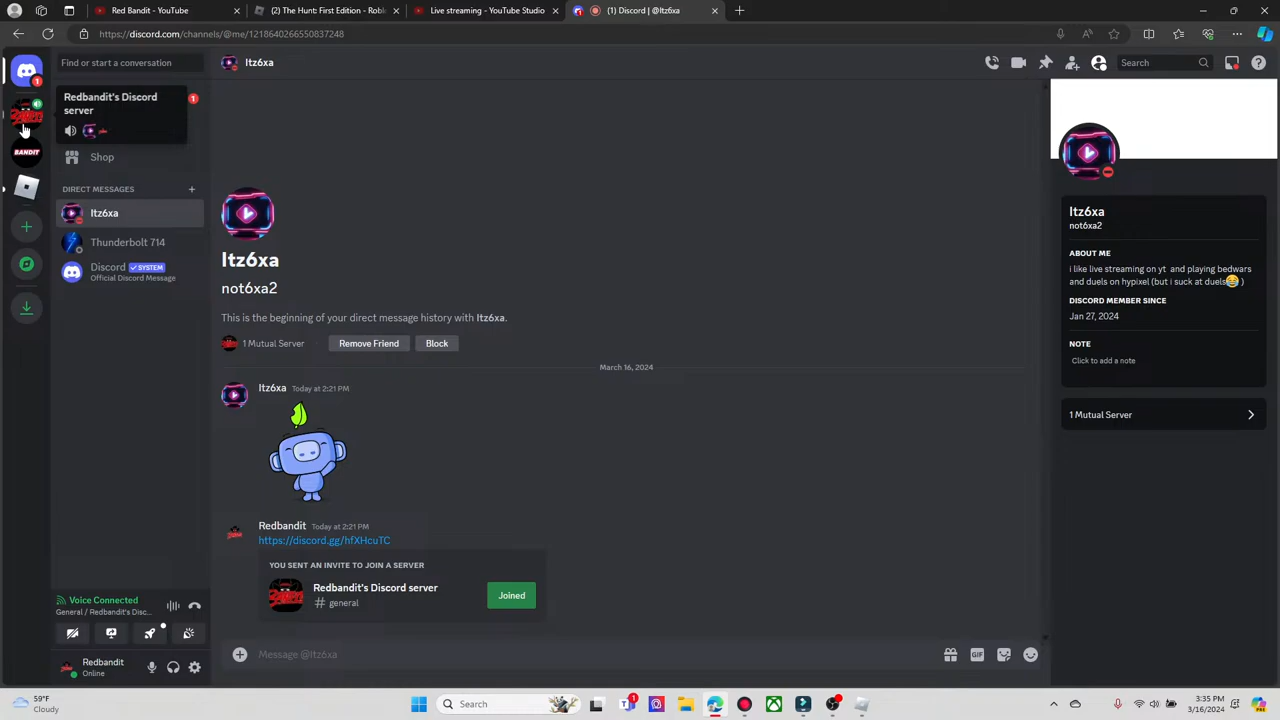 Red Bandit - YouTube
(2) The Hunt: First Edition - Robl
Live streaming - YouTube Studio
(1) Discord | @Itz6xa
https://discord.com/channels/@me/1218640266550837248
1
Find or start a conversation
Itz6xa
Search
Redbandit's Discord server
1
BANDIT
Shop
DIRECT MESSAGES
Itz6xa
Thunderbolt 714
Discord ✓SYSTEM
Official Discord Message
Itz6xa
not6xa2
This is the beginning of your direct message history with Itz6xa.
1 Mutual Server
Remove Friend
Block
March 16, 2024
Itz6xa Today at 2:21 PM
Redbandit Today at 2:21 PM
https://discord.gg/hfXHcuTC
YOU SENT AN INVITE TO JOIN A SERVER
Redbandit's Discord server
# general
Joined
Message @Itz6xa
GIF
Itz6xa
not6xa2
ABOUT ME
i like live streaming on yt and playing bedwars
and duels on hypixel (but i suck at duels😂 )
DISCORD MEMBER SINCE
Jan 27, 2024
NOTE
Click to add a note
1 Mutual Server
Voice Connected
General / Redbandit's Disc...
Redbandit
Online
59°F
Cloudy
Search
1
3:35 PM
3/16/2024